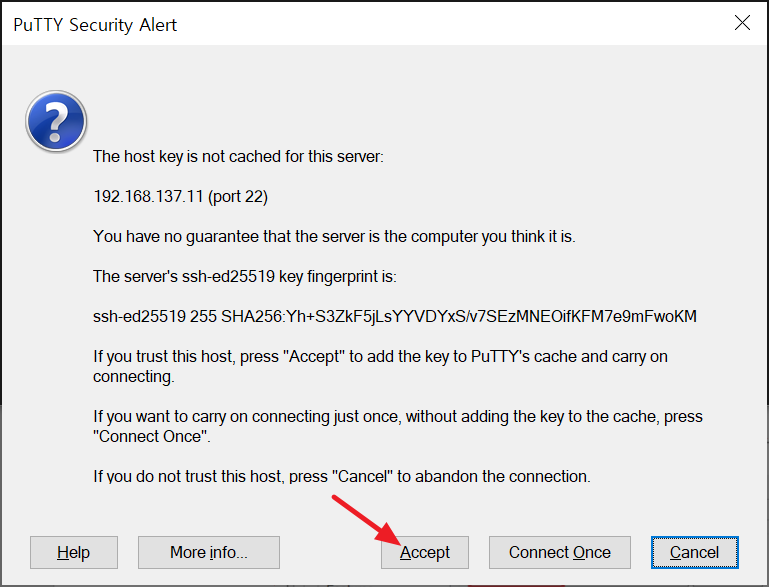 PuTTY Security Alert
The host key is not cached for this server:
192.168.137.11 (port 22)
You have no guarantee that the server is the computer you think it is.
The server's ssh-ed25519 key fingerprint is:
ssh-ed25519 255 SHA256:Yh+S3ZkF5jLsYYVDYxS/v7SEzMNEOifKFM7e9mFwoKM
If you trust this host, press "Accept" to add the key to PuTTY's cache and carry on
connecting.
If you want to carry on connecting just once, without adding the key to the cache, press
"Connect Once".
If you do not trust this host, press "Cancel" to abandon the connection.
Help More info... Accept Connect Once Cancel